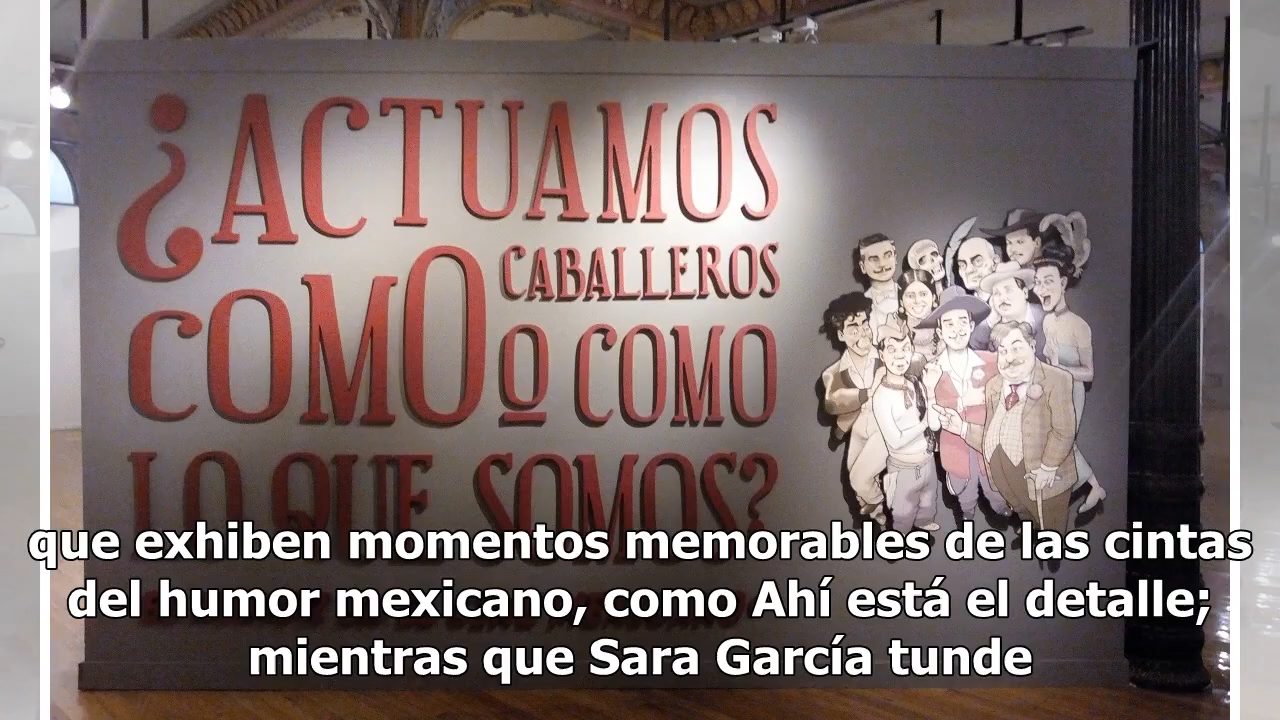 ¿ACTUAMOS
CABALLEROS
COMO O COMO
LO QUE SOMOS?
que exhiben momentos memorables de las cintas
del humor mexicano, como Ahí está el detalle;
mientras que Sara García tunde